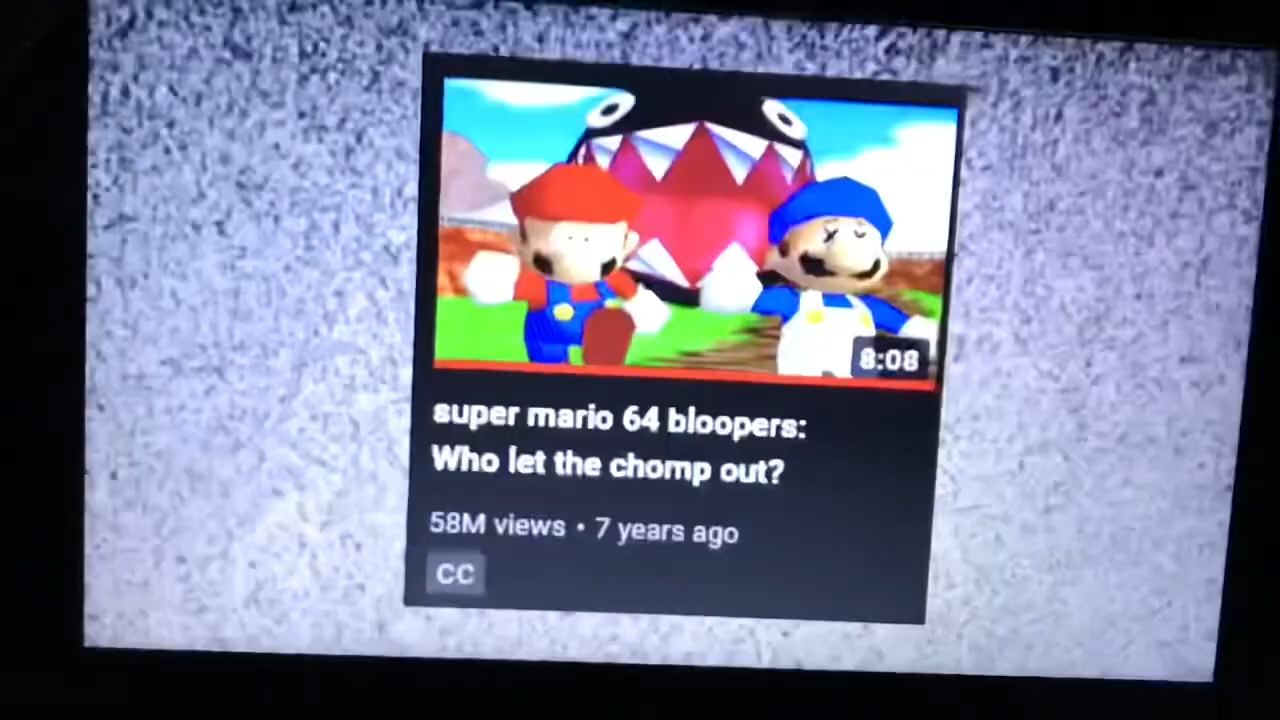 8:08
super mario 64 bloopers:
Who let the chomp out?
58M views • 7 years ago
CC